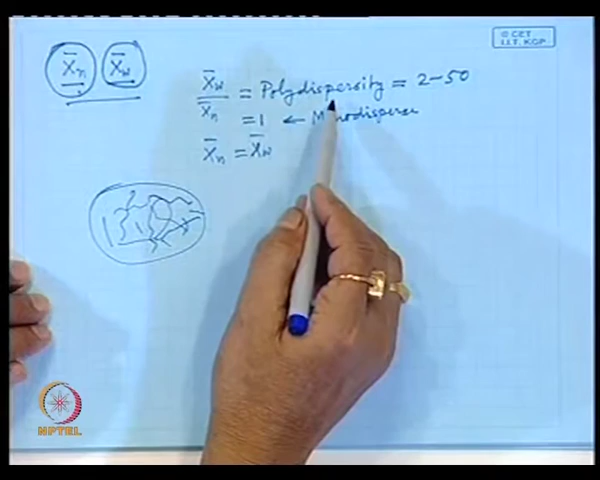 © CET
I.I.T. KGP
X̄n X̄w
X̄w / X̄n = Polydispersity = 2-50
= 1 ← Monodisperse
X̄n = X̄w
NPTEL